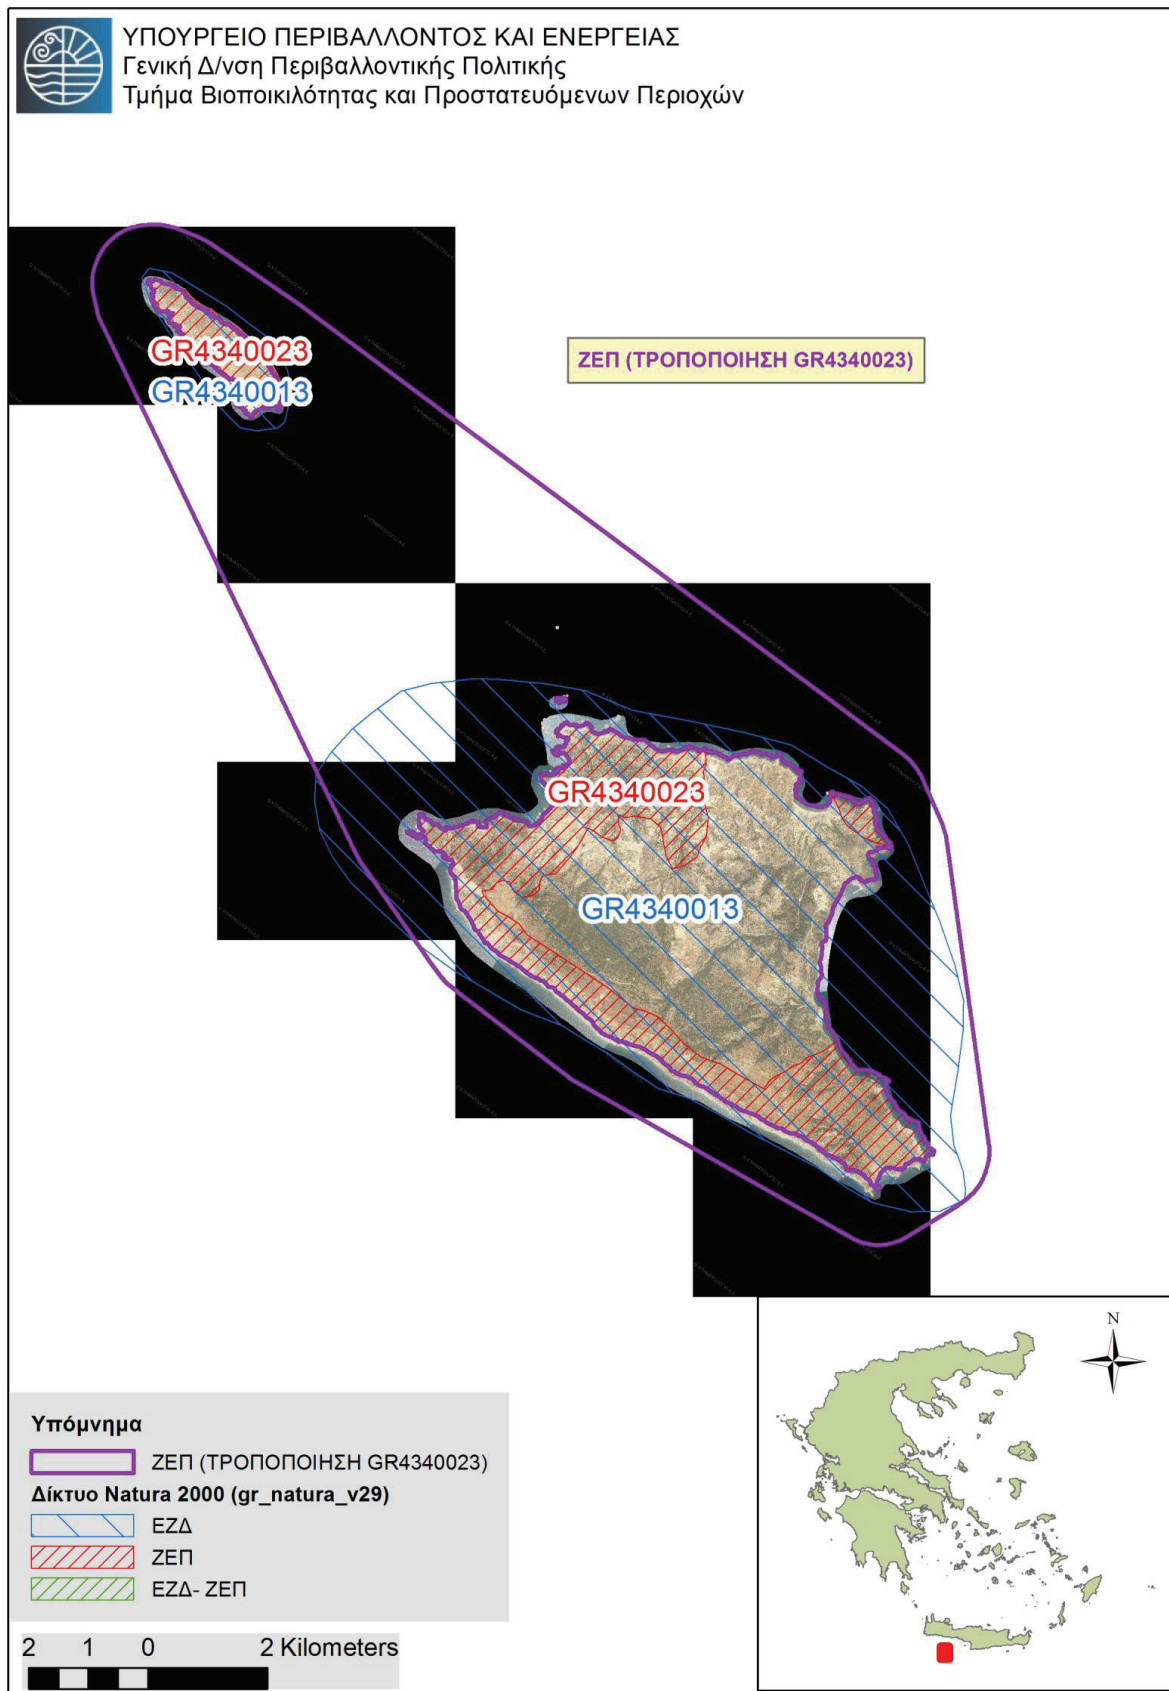 ΥΠΟΥΡΓΕΙΟ ΠΕΡΙΒΑΛΛΟΝΤΟΣ ΚΑΙ ΕΝΕΡΓΕΙΑΣ
Γενική Δ/νση Περιβαλλοντικής Πολιτικής
Τμήμα Βιοποικιλότητας και Προστατευόμενων Περιοχών
GR4340023
GR4340013
ΖΕΠ (ΤΡΟΠΟΠΟΙΗΣΗ GR4340023)
GR4340023
GR4340013
N
Υπόμνημα
ΖΕΠ (ΤΡΟΠΟΠΟΙΗΣΗ GR4340023)
Δίκτυο Natura 2000 (gr_natura_v29)
ΕΖΔ
ΖΕΠ
ΕΖΔ- ΖΕΠ
2 1 0 2 Kilometers